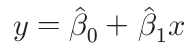 y = β̂₀ + β̂₁x